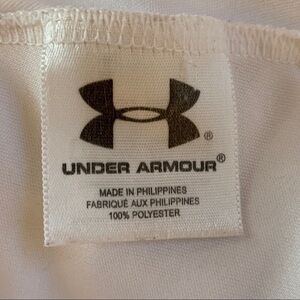 ®
UNDER ARMOUR®
MADE IN PHILIPPINES
FABRIQUÉ AUX PHILIPPINES
100% POLYESTER